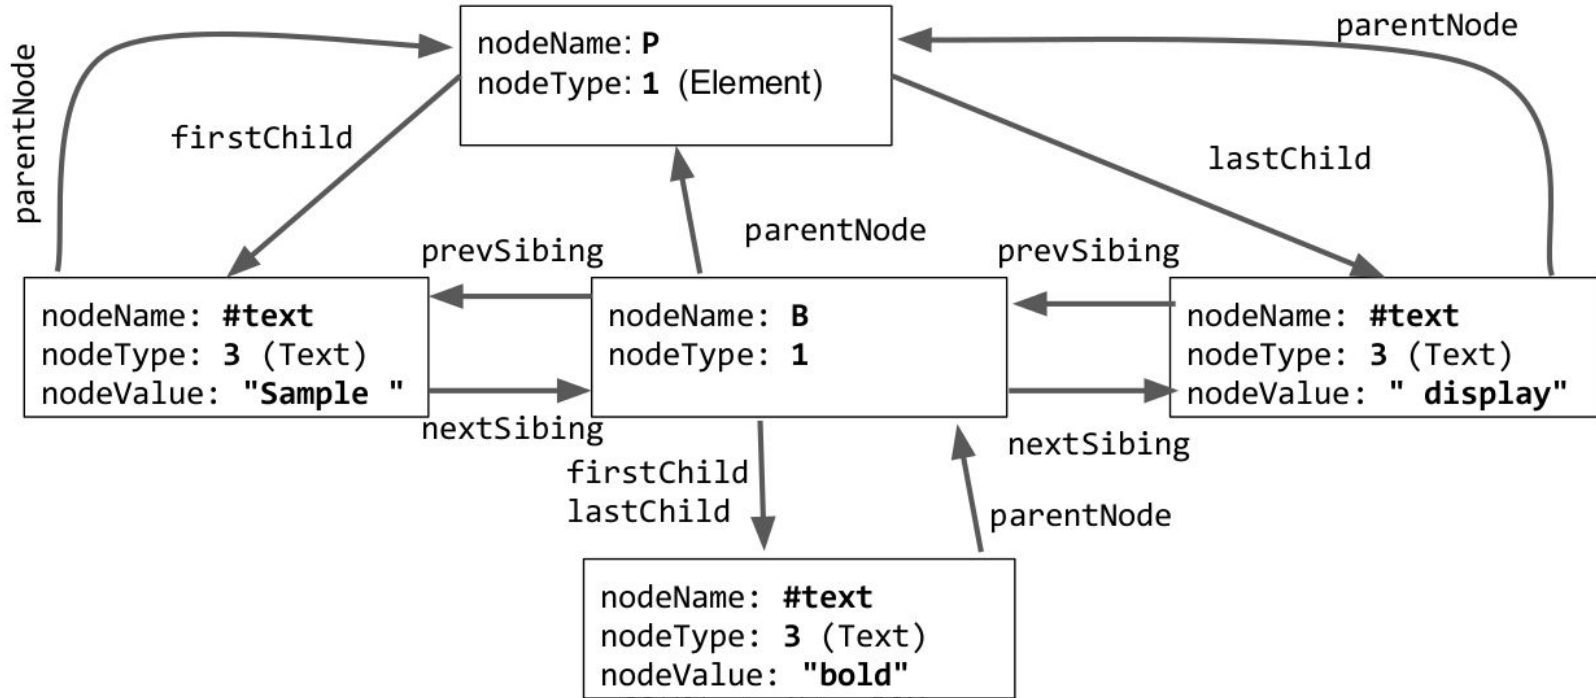 parentNode
nodeName: P
nodeType: 1 (Element)
parentNode
firstChild
lastChild
parentNode
prevSibing
prevSibing
nodeName: #text
nodeType: 3 (Text)
nodeValue: "Sample "
nodeName: B
nodeType: 1
nodeName: #text
nodeType: 3 (Text)
nodeValue: " display"
nextSibing
nextSibing
firstChild
lastChild
parentNode
nodeName: #text
nodeType: 3 (Text)
nodeValue: "bold"